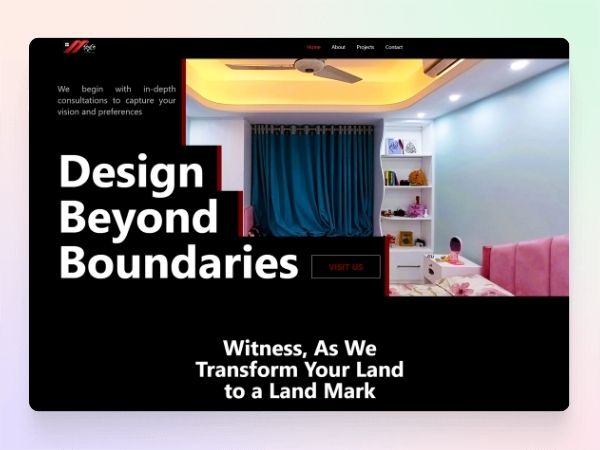 Home About Projects Contact
We begin with in-depth
consultations to capture your
vision and preferences
Design
Beyond
Boundaries
VISIT US
Witness, As We
Transform Your Land
to a Land Mark